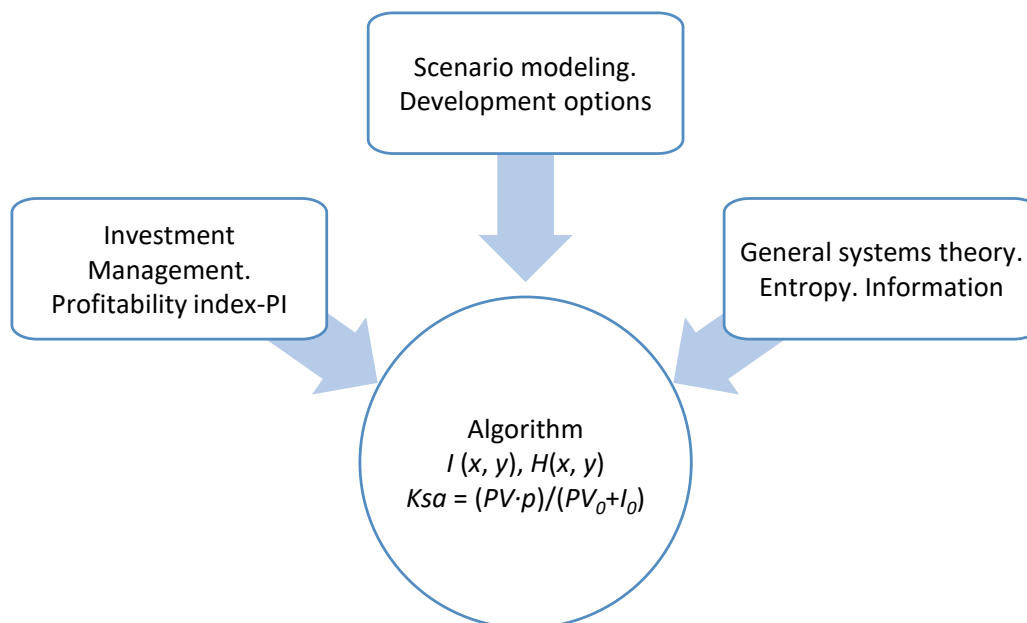 Scenario modeling.
Development options
Investment
Management.
Profitability index-PI
General systems theory.
Entropy. Information
Algorithm
I (x, y), H(x, y)
Ksa = (PV·p)/(PV₀+I₀)